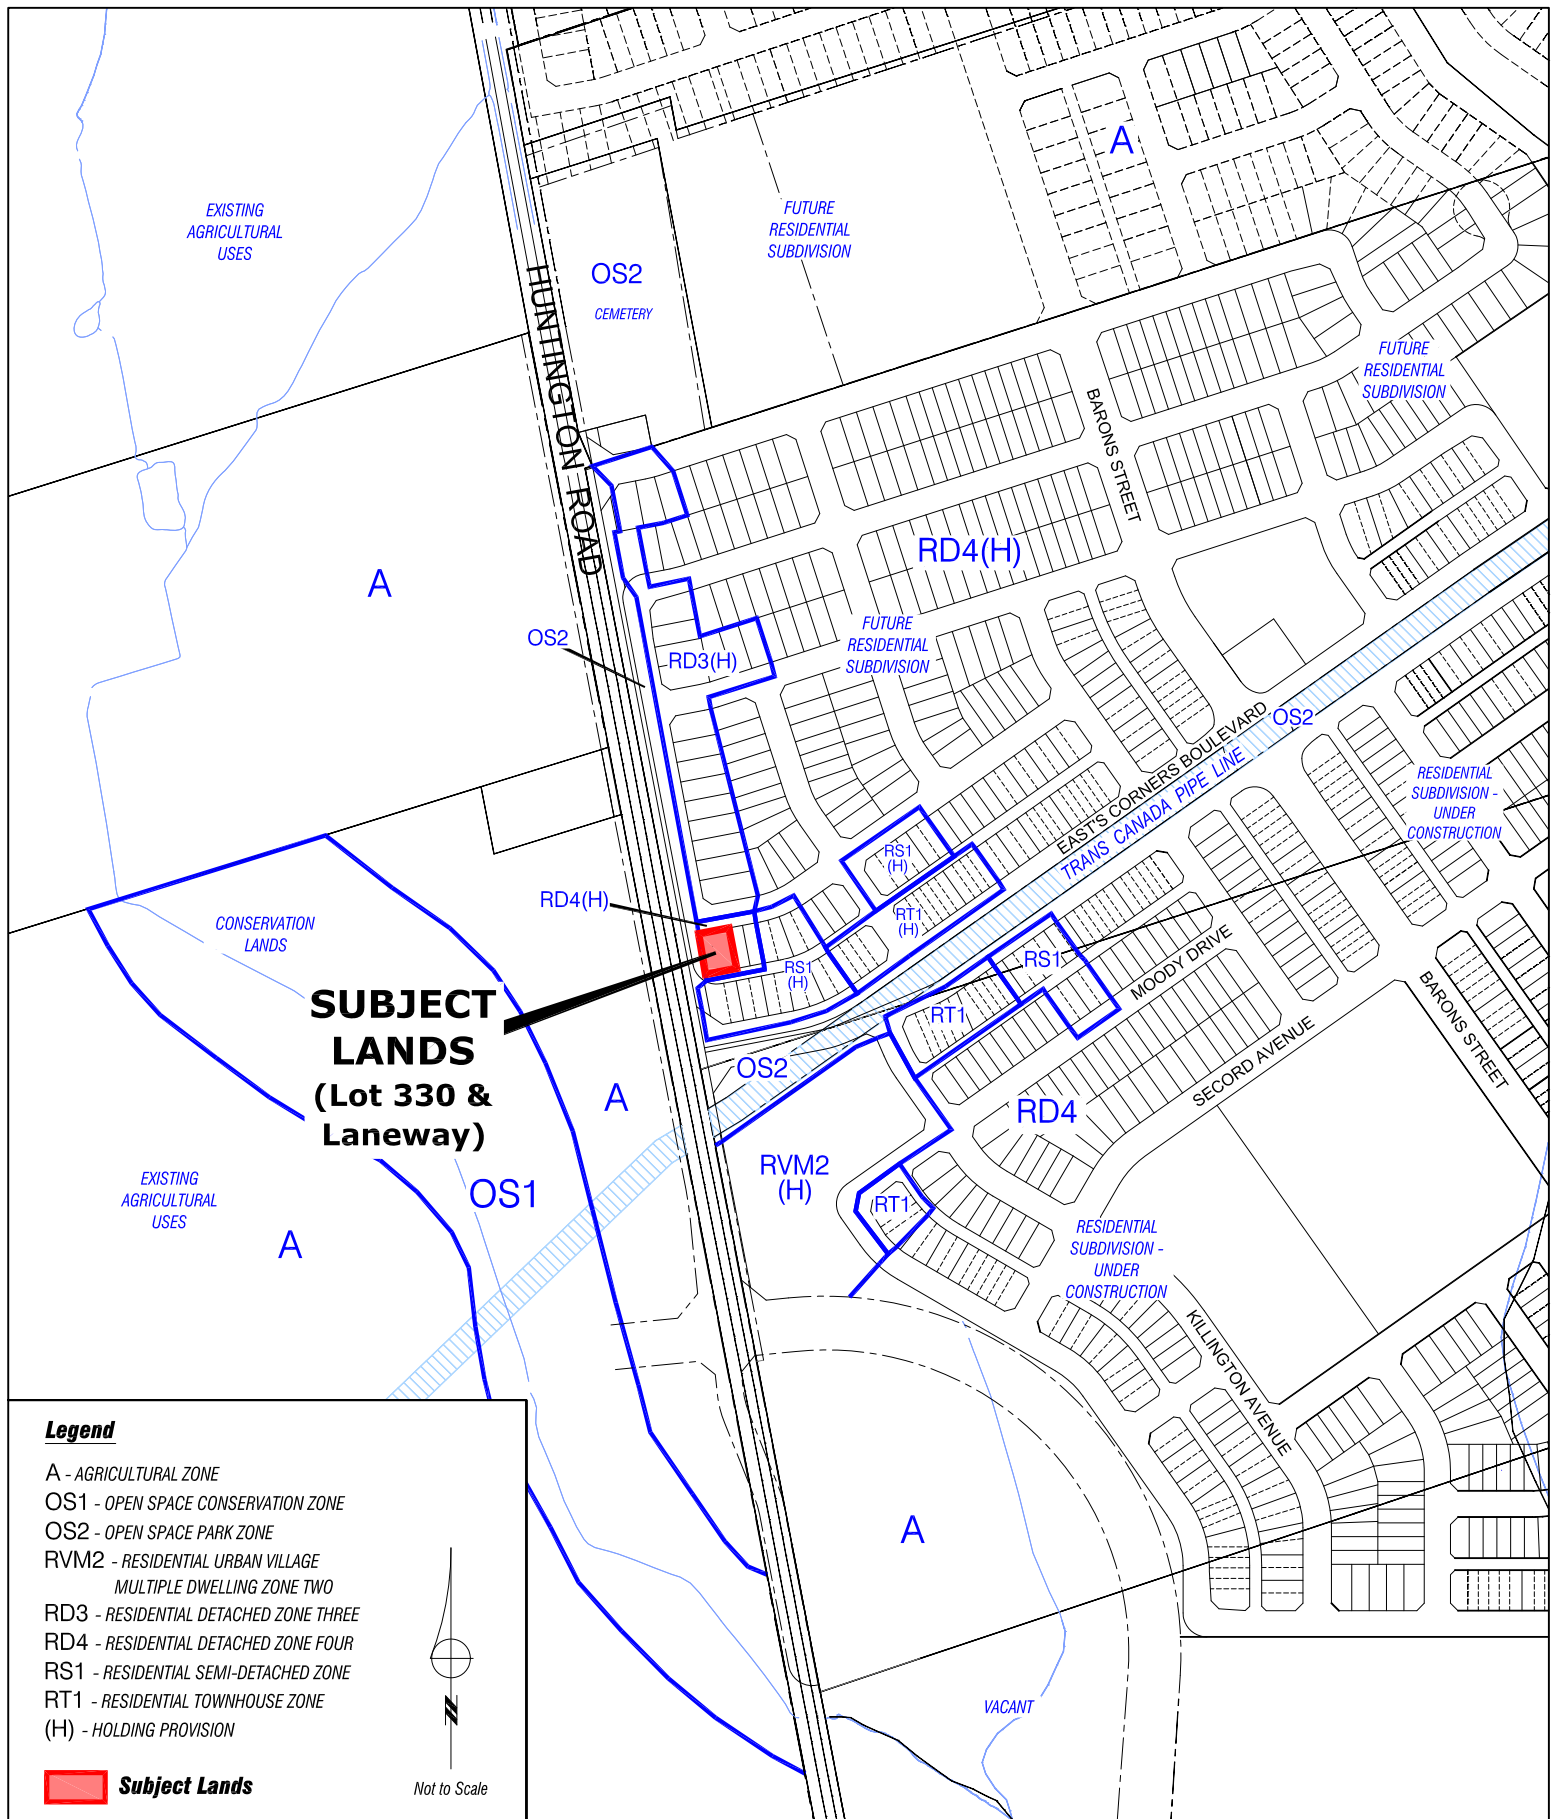 A
EXISTING
AGRICULTURAL
USES
FUTURE
RESIDENTIAL
SUBDIVISION
OS2
CEMETERY
HUNTINGTON ROAD
FUTURE
RESIDENTIAL
SUBDIVISION
BARONS STREET
A
RD4(H)
OS2
RD3(H)
FUTURE
RESIDENTIAL
SUBDIVISION
OS2
EAST'S CORNERS BOULEVARD
TRANS CANADA PIPE LINE
RESIDENTIAL
SUBDIVISION -
UNDER
CONSTRUCTION
RS1
(H)
RT1
(H)
RD4(H)
CONSERVATION
LANDS
RS1
(H)
RS1
MOODY DRIVE
RT1
BARONS STREET
SECOND AVENUE
SUBJECT
LANDS
(Lot 330 &
Laneway)
OS2
A
RD4
RVM2
(H)
RT1
EXISTING
AGRICULTURAL
USES
OS1
A
RESIDENTIAL
SUBDIVISION -
UNDER
CONSTRUCTION
KILLINGTON AVENUE
A
VACANT
Legend
A - AGRICULTURAL ZONE
OS1 - OPEN SPACE CONSERVATION ZONE
OS2 - OPEN SPACE PARK ZONE
RVM2 - RESIDENTIAL URBAN VILLAGE
MULTIPLE DWELLING ZONE TWO
RD3 - RESIDENTIAL DETACHED ZONE THREE
RD4 - RESIDENTIAL DETACHED ZONE FOUR
RS1 - RESIDENTIAL SEMI-DETACHED ZONE
RT1 - RESIDENTIAL TOWNHOUSE ZONE
(H) - HOLDING PROVISION
Subject Lands
Not to Scale